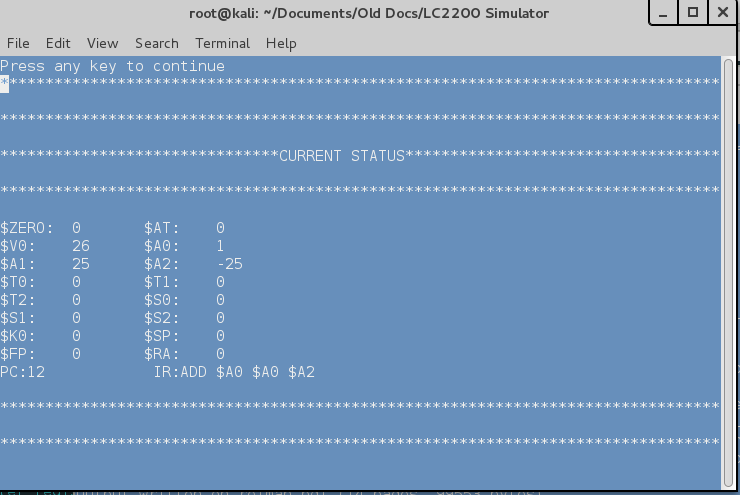 root@kali: ~/Documents/Old Docs/LC2200 Simulator
File Edit View Search Terminal Help
Press any key to continue
********************************************************************************
********************************************************************************
*******************************CURRENT STATUS***********************************
********************************************************************************
$ZERO: 0 $AT: 0
$V0: 26 $A0: 1
$A1: 25 $A2: -25
$T0: 0 $T1: 0
$T2: 0 $S0: 0
$S1: 0 $S2: 0
$K0: 0 $SP: 0
$FP: 0 $RA: 0
PC:12 IR:ADD $A0 $A0 $A2
********************************************************************************
********************************************************************************